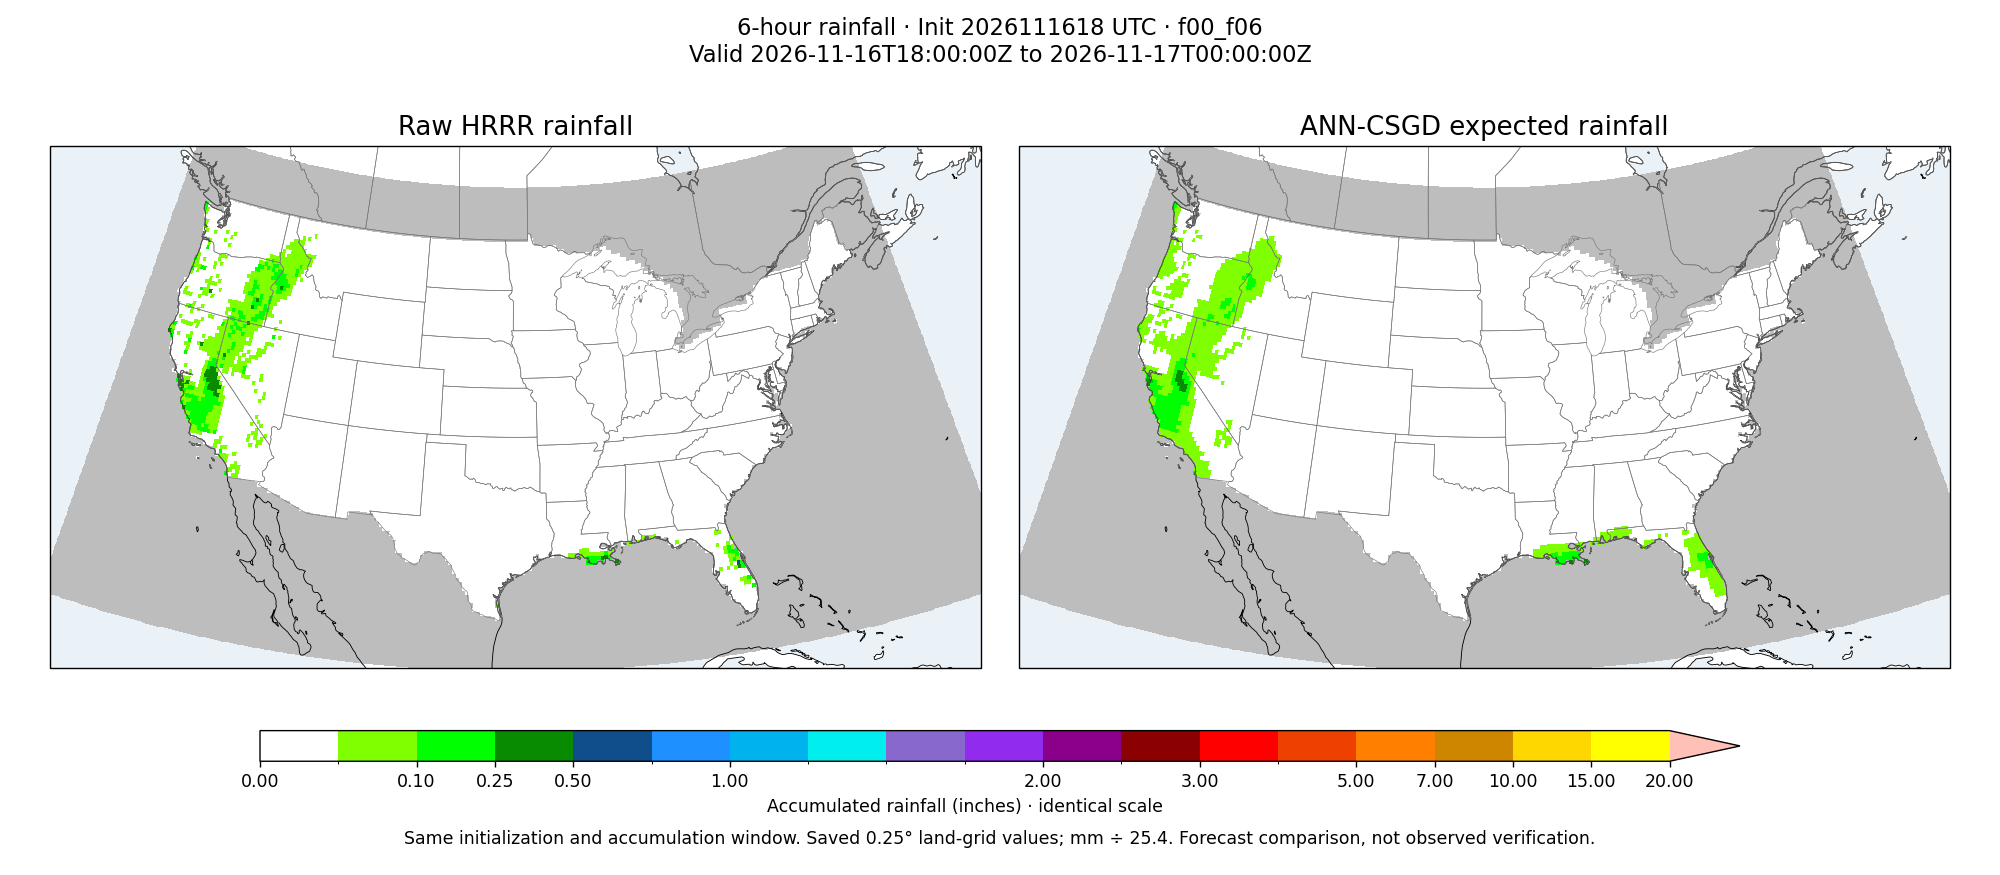 6-hour rainfall · Init 2026111618 UTC · f00_f06
Valid 2026-11-16T18:00:00Z to 2026-11-17T00:00:00Z
Raw HRRR rainfall
ANN-CSGD expected rainfall
0.00 0.10 0.25 0.50 1.00 2.00 3.00 5.00 7.00 10.00 15.00 20.00
Accumulated rainfall (inches) · identical scale
Same initialization and accumulation window. Saved 0.25° land-grid values; mm ÷ 25.4. Forecast comparison, not observed verification.